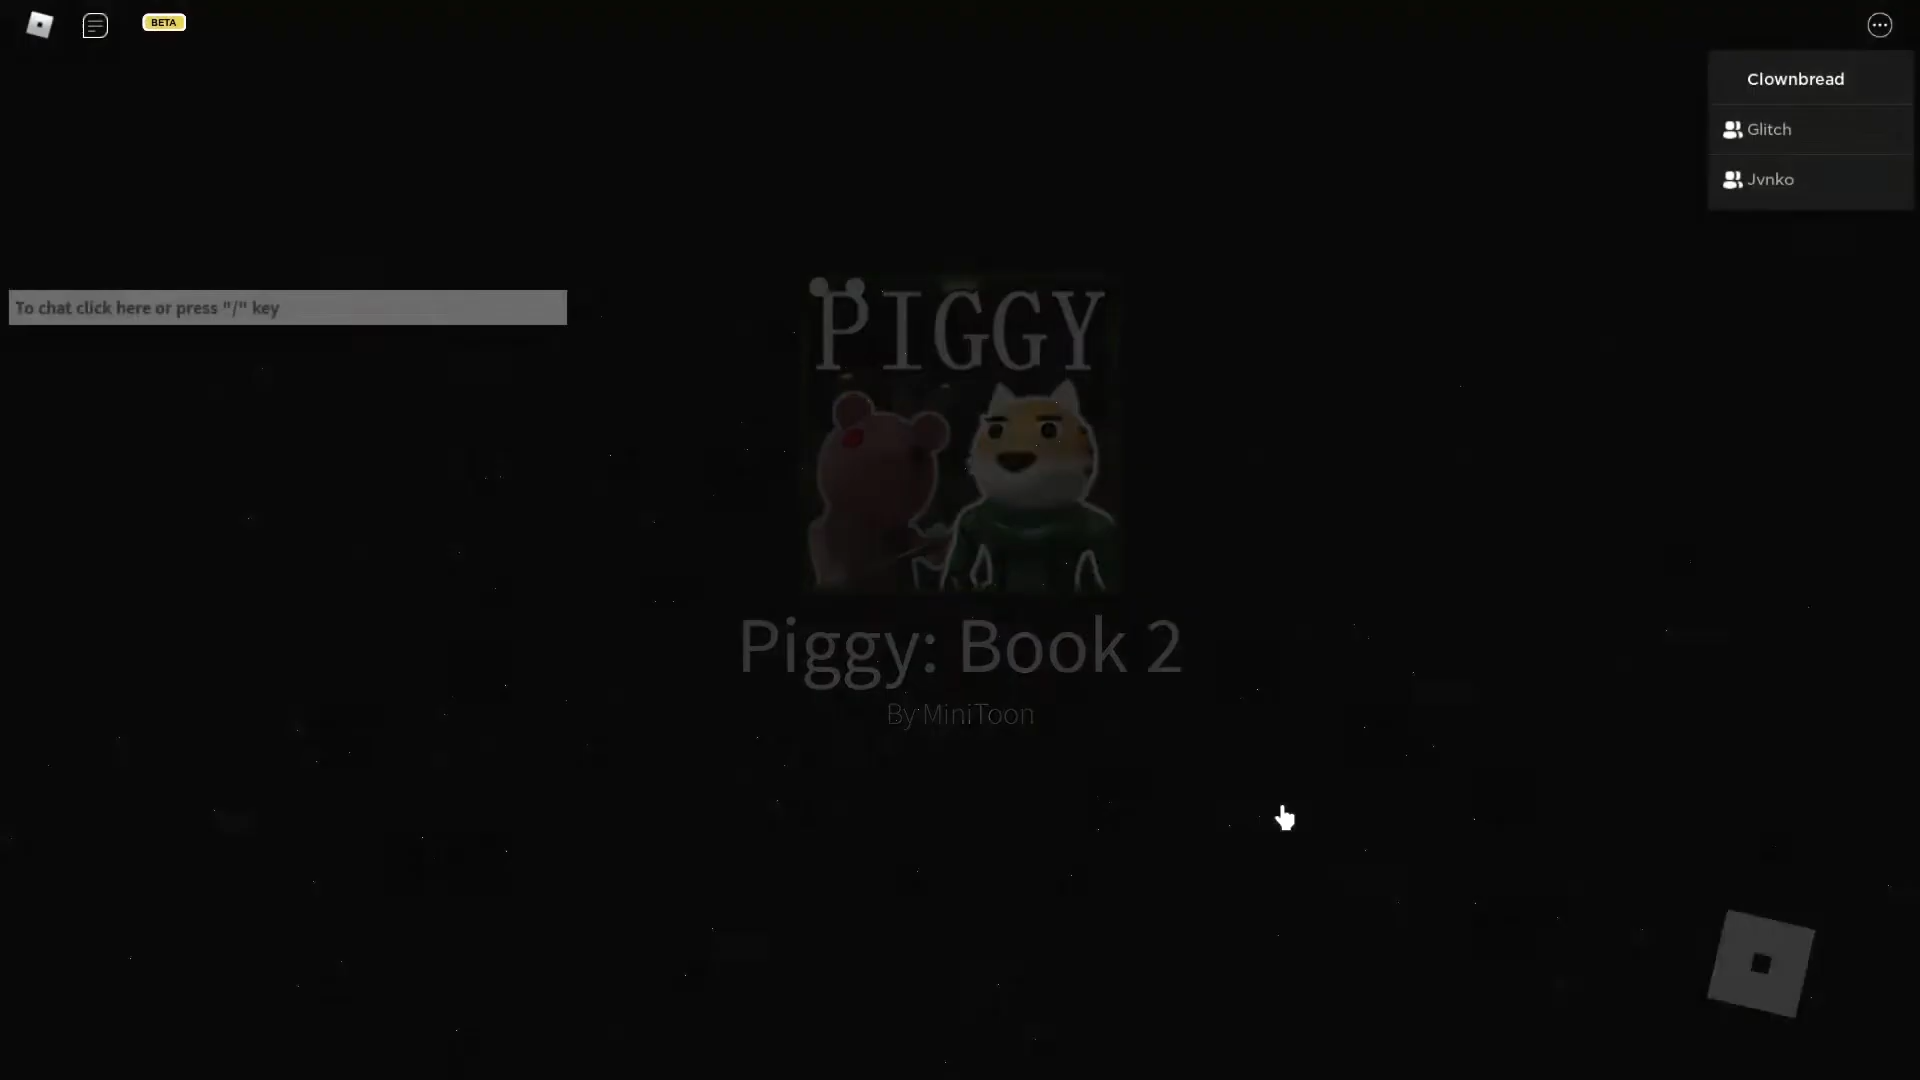 BETA
Clownbread
Glitch
Jvnko
To chat click here or press "/" key
PIGGY
Piggy: Book 2
By MiniToon